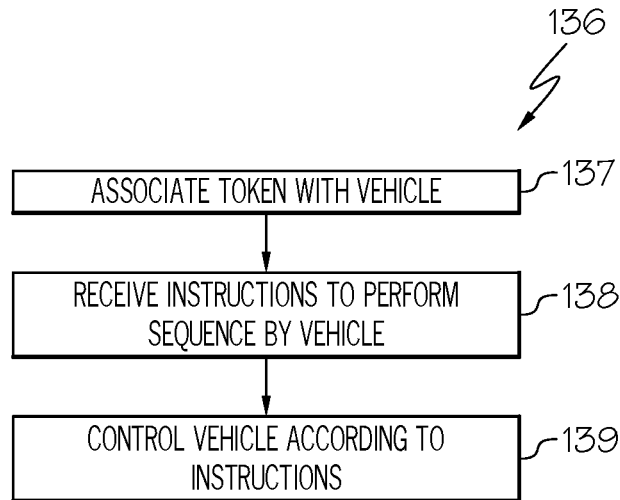 136
ASSOCIATE TOKEN WITH VEHICLE
137
RECEIVE INSTRUCTIONS TO PERFORM
SEQUENCE BY VEHICLE
138
CONTROL VEHICLE ACCORDING TO
INSTRUCTIONS
139